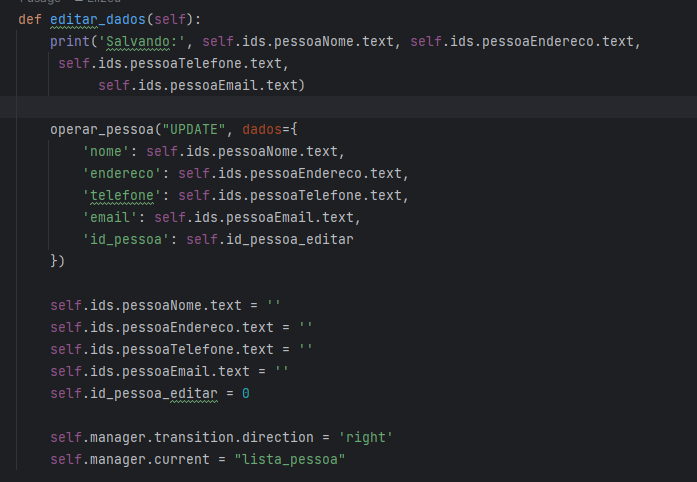 def editar_dados(self):
print('Salvando:', self.ids.pessoaNome.text, self.ids.pessoaEndereco.text,
self.ids.pessoaTelefone.text,
self.ids.pessoaEmail.text)
operar_pessoa("UPDATE", dados={
'nome': self.ids.pessoaNome.text,
'endereco': self.ids.pessoaEndereco.text,
'telefone': self.ids.pessoaTelefone.text,
'email': self.ids.pessoaEmail.text,
'id_pessoa': self.id_pessoa_editar
})
self.ids.pessoaNome.text = ''
self.ids.pessoaEndereco.text = ''
self.ids.pessoaTelefone.text = ''
self.ids.pessoaEmail.text = ''
self.id_pessoa_editar = 0
self.manager.transition.direction = 'right'
self.manager.current = "lista_pessoa"